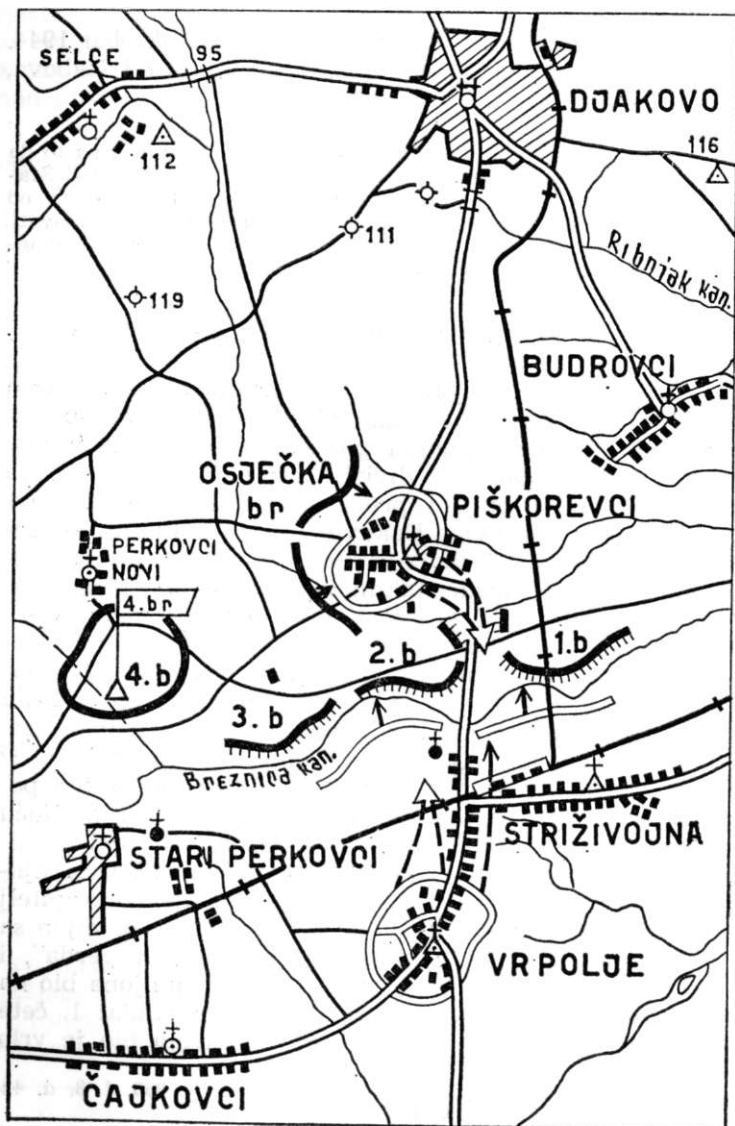 SELCE
95
DJAKOVO
112
116
111
Ribnjak kan.
119
BUDROVCI
OSJEČKA
br
PIŠKOREVCI
PERKOVCI
NOVI
4.br
4.b
2.b
1.b
3.b
Breznica kan.
STARI PERKOVCI
STRIŽIVOJNA
VRPOLJE
ČAJKOVCI